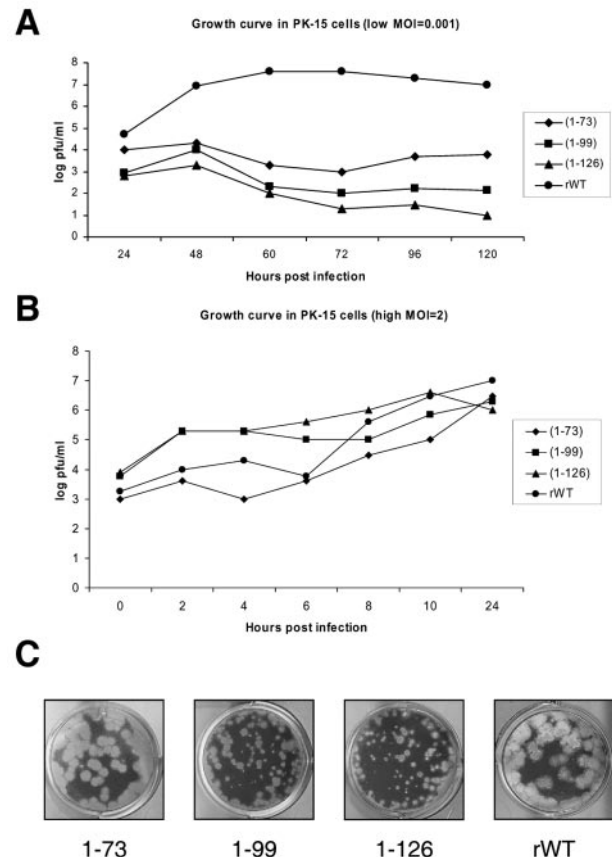 A
Growth curve in PK-15 cells (low MOI=0.001)
log pfu/ml
8
7
6
5
4
3
2
1
0
24 48 60 72 96 120
Hours post infection
(1-73)
(1-99)
(1-126)
rWT
B
Growth curve in PK-15 cells (high MOI=2)
log pfu/ml
8
7
6
5
4
3
2
1
0
0 2 4 6 8 10 24
Hours post infection
(1-73)
(1-99)
(1-126)
rWT
C
1-73 1-99 1-126 rWT